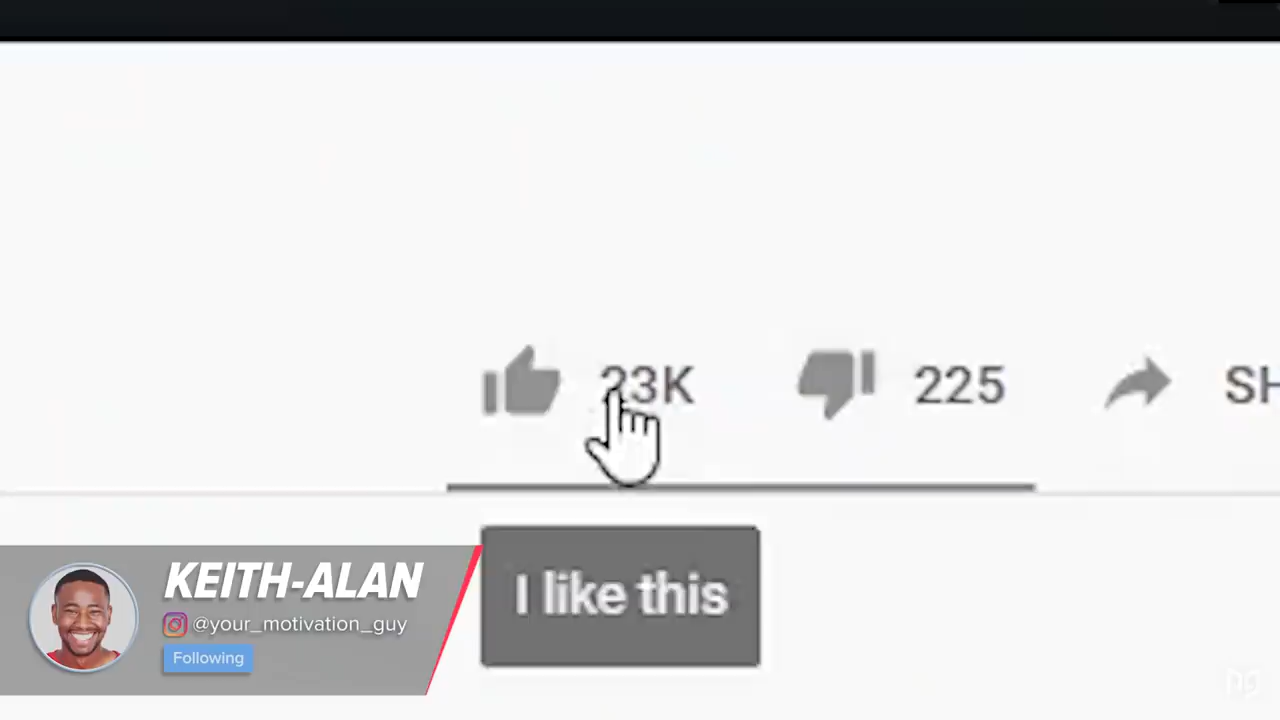 23K 225 SH
I like this
KEITH-ALAN
@your_motivation_guy
Following